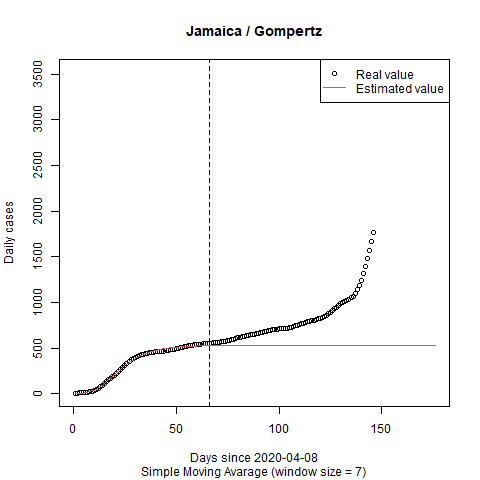 Jamaica / Gompertz
Real value
Estimated value
Daily cases
3500
3000
2500
2000
1500
1000
500
0
0
50
100
150
Days since 2020-04-08
Simple Moving Avarage (window size = 7)